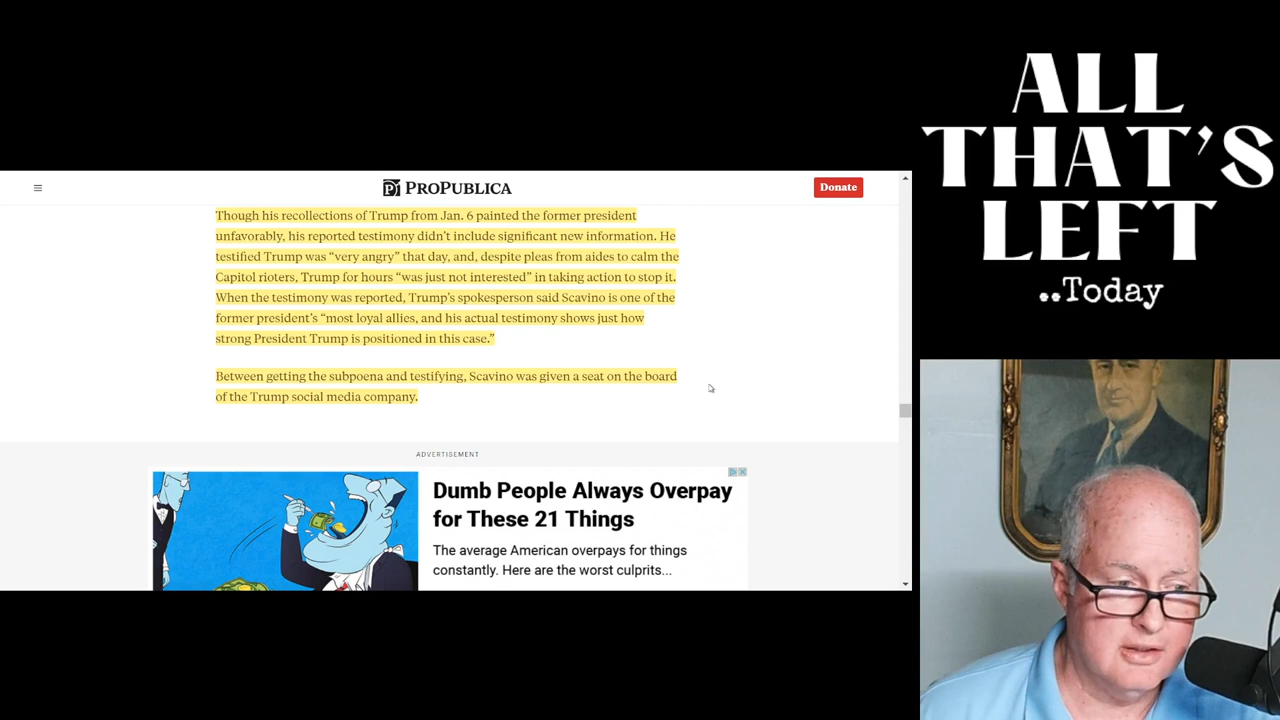 PROPUBLICA
Donate
Though his recollections of Trump from Jan. 6 painted the former president
unfavorably, his reported testimony didn’t include significant new information. He
testified Trump was “very angry” that day, and, despite pleas from aides to calm the
Capitol rioters, Trump for hours “was just not interested” in taking action to stop it.
When the testimony was reported, Trump’s spokesperson said Scavino is one of the
former president’s “most loyal allies, and his actual testimony shows just how
strong President Trump is positioned in this case.”
Between getting the subpoena and testifying, Scavino was given a seat on the board
of the Trump social media company.
ADVERTISEMENT
Dumb People Always Overpay
for These 21 Things
The average American overpays for things
constantly. Here are the worst culprits...
ALL
THAT’S
LEFT
..Today